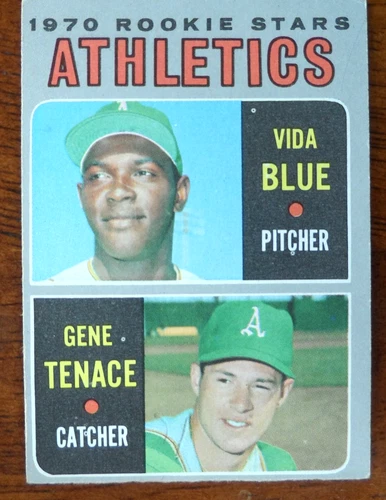 1970 ROOKIE STARS
ATHLETICS
A
VIDA
BLUE
PITCHER
A
GENE
TENACE
CATCHER